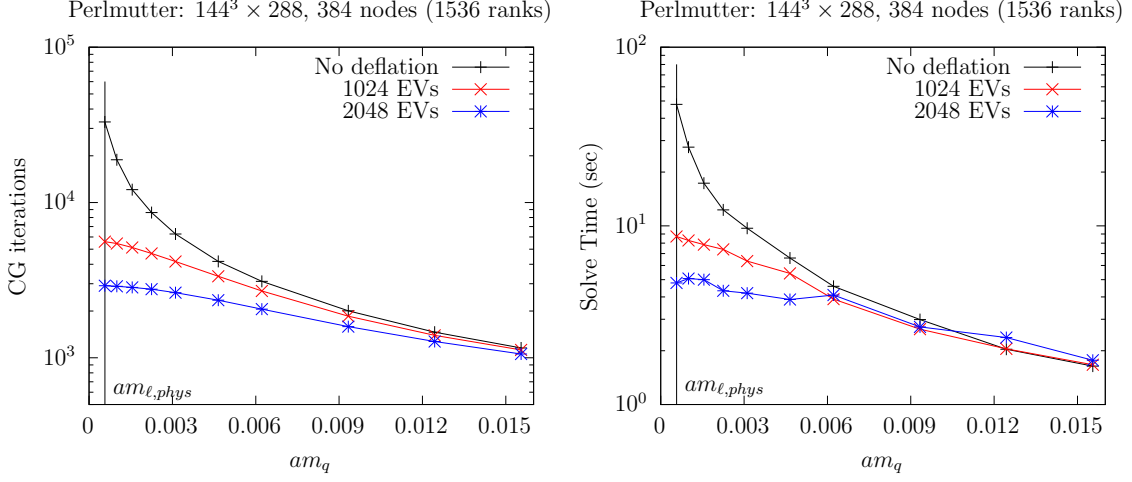 Perlmutter: 144³ × 288, 384 nodes (1536 ranks)
CG iterations
10⁵
10⁴
10³
No deflation
1024 EVs
2048 EVs
amℓ,phys
0 0.003 0.006 0.009 0.012 0.015
am_q
Perlmutter: 144³ × 288, 384 nodes (1536 ranks)
Solve Time (sec)
10²
10¹
10⁰
No deflation
1024 EVs
2048 EVs
amℓ,phys
0 0.003 0.006 0.009 0.012 0.015
am_q